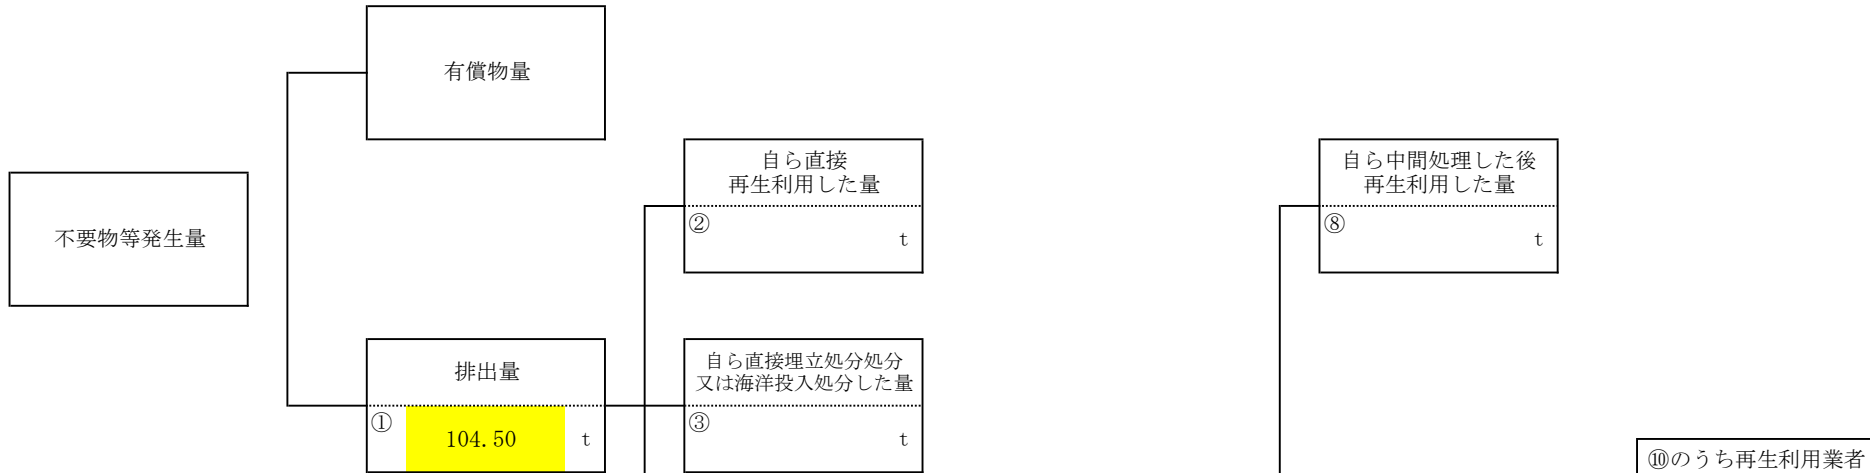 有償物量
自ら直接
再生利用した量
②
t
自ら中間処理した後
再生利用した量
⑧
t
不要物等発生量
排出量
①
104.50
t
自ら直接埋立処分処分
又は海洋投入処分した量
③
t
⑩のうち再生利用業者